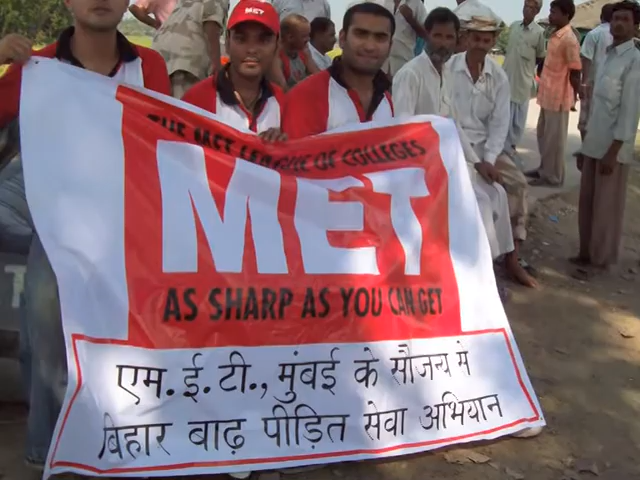 MET
THE MET LEAGUE OF COLLEGES
MET
AS SHARP AS YOU CAN GET
एम.ई.टी., मुंबई के सौजन्य मे
बिहार बाढ़ पीड़ित सेवा अभियान